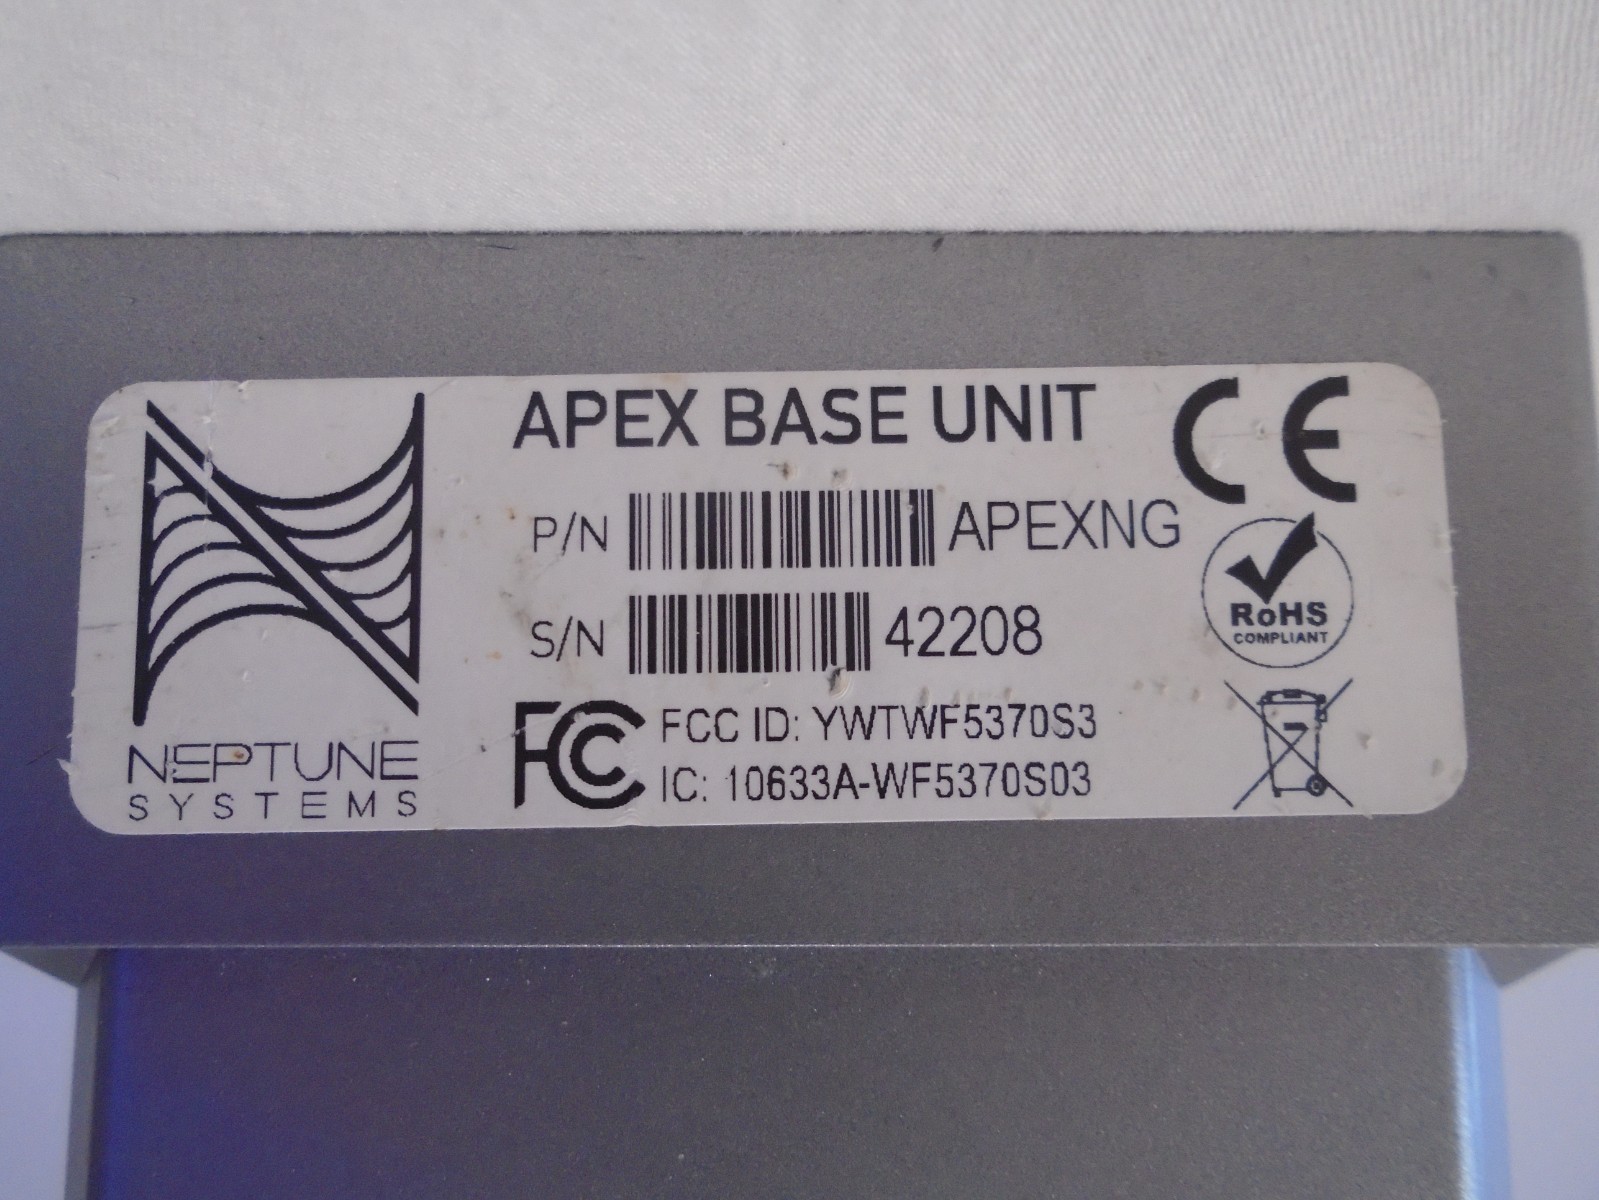 APEX BASE UNIT
CE
P/N APEXNG
S/N 42208
RoHS
COMPLIANT
FC FCC ID: YWTWF5370S3
IC: 10633A-WF5370S03
NEPTUNE
SYSTEMS